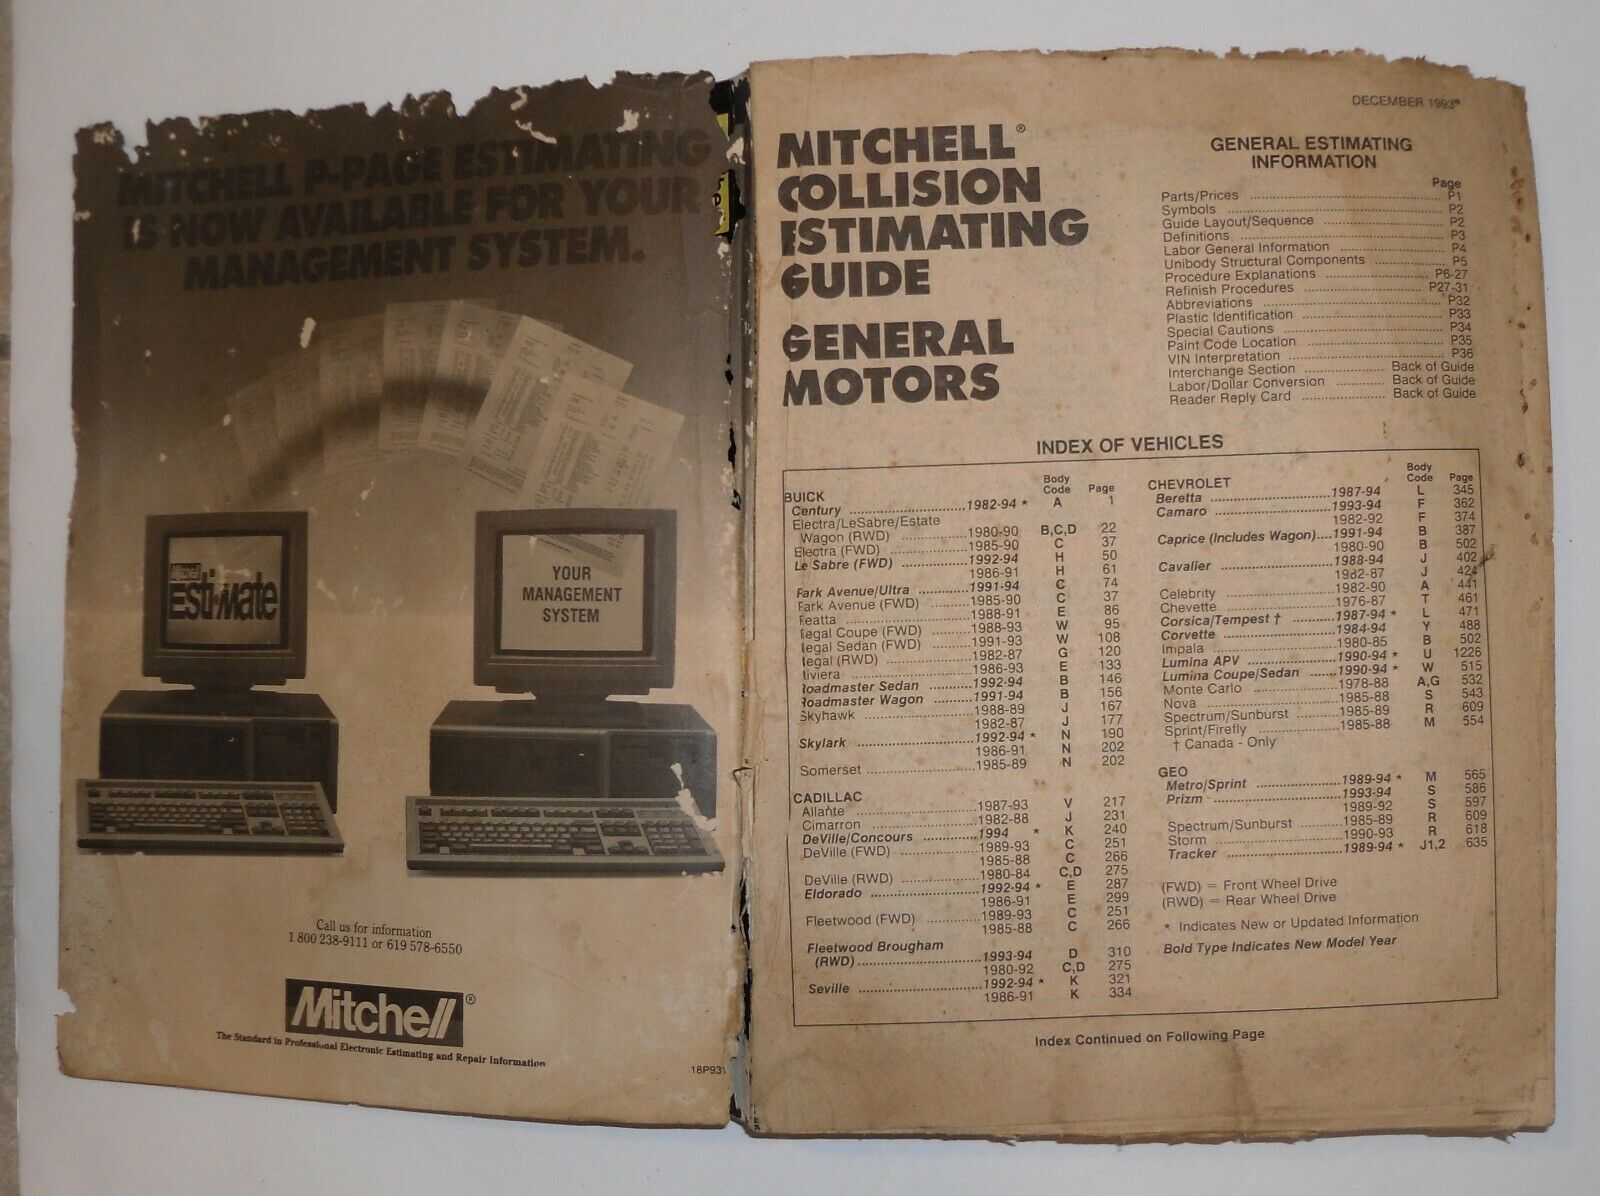 MITCHELL P-PAGE ESTIMATING
IS NOW AVAILABLE FOR YOUR
MANAGEMENT SYSTEM.
Mitchell
Esti-Mate
YOUR
MANAGEMENT
SYSTEM
Call us for information
1 800 238-9111 or 619 578-6550
Mitchell®
The Standard in Professional Electronic Estimating and Repair Information
18P93
DECEMBER 1993®
MITCHELL®
COLLISION
ESTIMATING
GUIDE
GENERAL
MOTORS
GENERAL ESTIMATING
INFORMATION
Page
Parts/Prices P1
Symbols P2
Guide Layout/Sequence P2
Definitions P3
Labor General Information P4
Unibody Structural Components P5
Procedure Explanations P6-27
Refinish Procedures P27-31
Abbreviations P32
Plastic Identification P33
Special Cautions P34
Paint Code Location P35
VIN Interpretation P36
Interchange Section Back of Guide
Labor/Dollar Conversion Back of Guide
Reader Reply Card Back of Guide
INDEX OF VEHICLES
Body
Code Page
BUICK
Century 1982-94 * A 1
Electra/LeSabre/Estate
Wagon (RWD) 1980-90 B,C,D 22
Electra (FWD) 1985-90 C 37
Le Sabre (FWD) 1992-94 H 50
1986-91 H 61
Park Avenue/Ultra 1991-94 C 74
Park Avenue (FWD) 1985-90 C 37
Reatta 1988-91 E 86
egal Coupe (FWD) 1988-93 W 95
egal Sedan (FWD) 1991-93 W 108
egal (RWD) 1982-87 G 120
iviera 1986-93 E 133
Roadmaster Sedan 1992-94 B 146
Roadmaster Wagon 1991-94 B 156
Skyhawk 1988-89 J 167
1982-87 J 177
Skylark 1992-94 * N 190
1986-91 N 202
Somerset 1985-89 N 202
CADILLAC
Allante 1987-93 V 217
Cimarron 1982-88 J 231
DeVille/Concours 1994 * K 240
DeVille (FWD) 1989-93 C 251
1985-88 C 266
DeVille (RWD) 1980-84 C,D 275
Eldorado 1992-94 * E 287
1986-91 E 299
Fleetwood (FWD) 1989-93 C 251
1985-88 C 266
Fleetwood Brougham
(RWD) 1993-94 D 310
1980-92 C,D 275
Seville 1992-94 * K 321
1986-91 K 334
Body
Code Page
CHEVROLET
Beretta 1987-94 L 345
Camaro 1993-94 F 362
1982-92 F 374
Caprice (Includes Wagon) 1991-94 B 387
1980-90 B 502
Cavalier 1988-94 J 402
1982-87 J 424
Celebrity 1982-90 A 441
Chevette 1976-87 T 461
Corsica/Tempest † 1987-94 * L 471
Corvette 1984-94 Y 488
Impala 1980-85 B 502
Lumina APV 1990-94 * U 1226
Lumina Coupe/Sedan 1990-94 * W 515
Monte Carlo 1978-88 A,G 532
Nova 1985-88 S 543
Spectrum/Sunburst 1985-89 R 609
Sprint/Firefly 1985-88 M 554
† Canada - Only
GEO
Metro/Sprint 1989-94 * M 565
Prizm 1993-94 S 586
1989-92 S 597
Spectrum/Sunburst 1985-89 R 609
Storm 1990-93 R 618
Tracker 1989-94 * J1,2 635
(FWD) = Front Wheel Drive
(RWD) = Rear Wheel Drive
* Indicates New or Updated Information
Bold Type Indicates New Model Year
Index Continued on Following Page